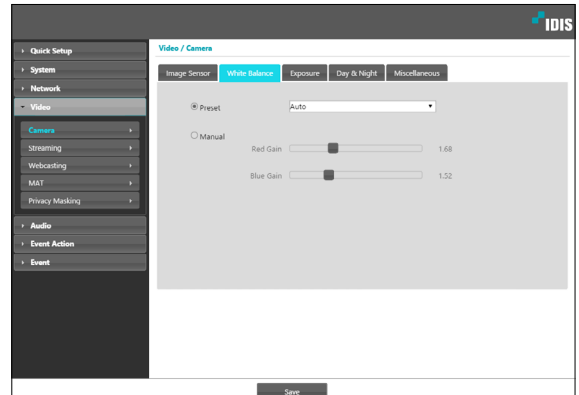 IDIS
Quick Setup
System
Network
Video
Camera
Streaming
Webcasting
MAT
Privacy Masking
Audio
Event Action
Event
Video / Camera
Image Sensor White Balance Exposure Day & Night Miscellaneous
Preset Auto
Manual
Red Gain 1.68
Blue Gain 1.52
Save